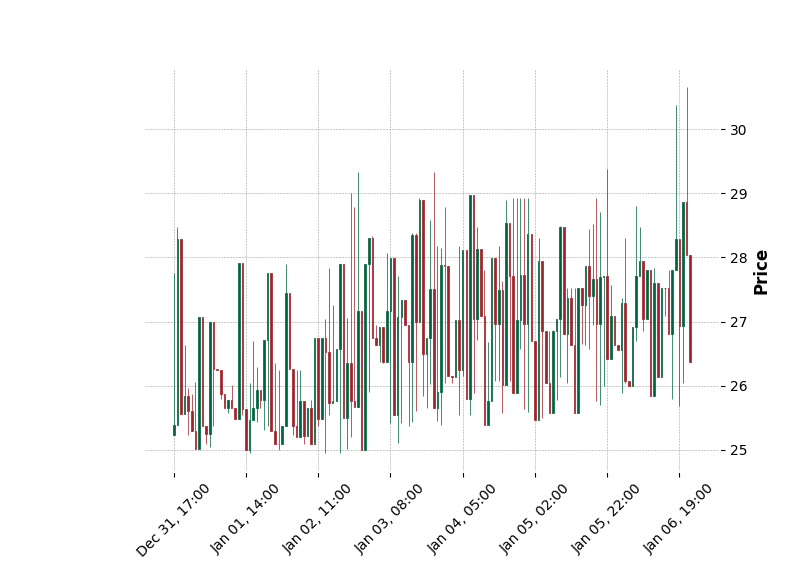 30
29
28
27
26
25
Price
Dec 31, 17:00
Jan 01, 14:00
Jan 02, 11:00
Jan 03, 08:00
Jan 04, 05:00
Jan 05, 02:00
Jan 05, 22:00
Jan 06, 19:00